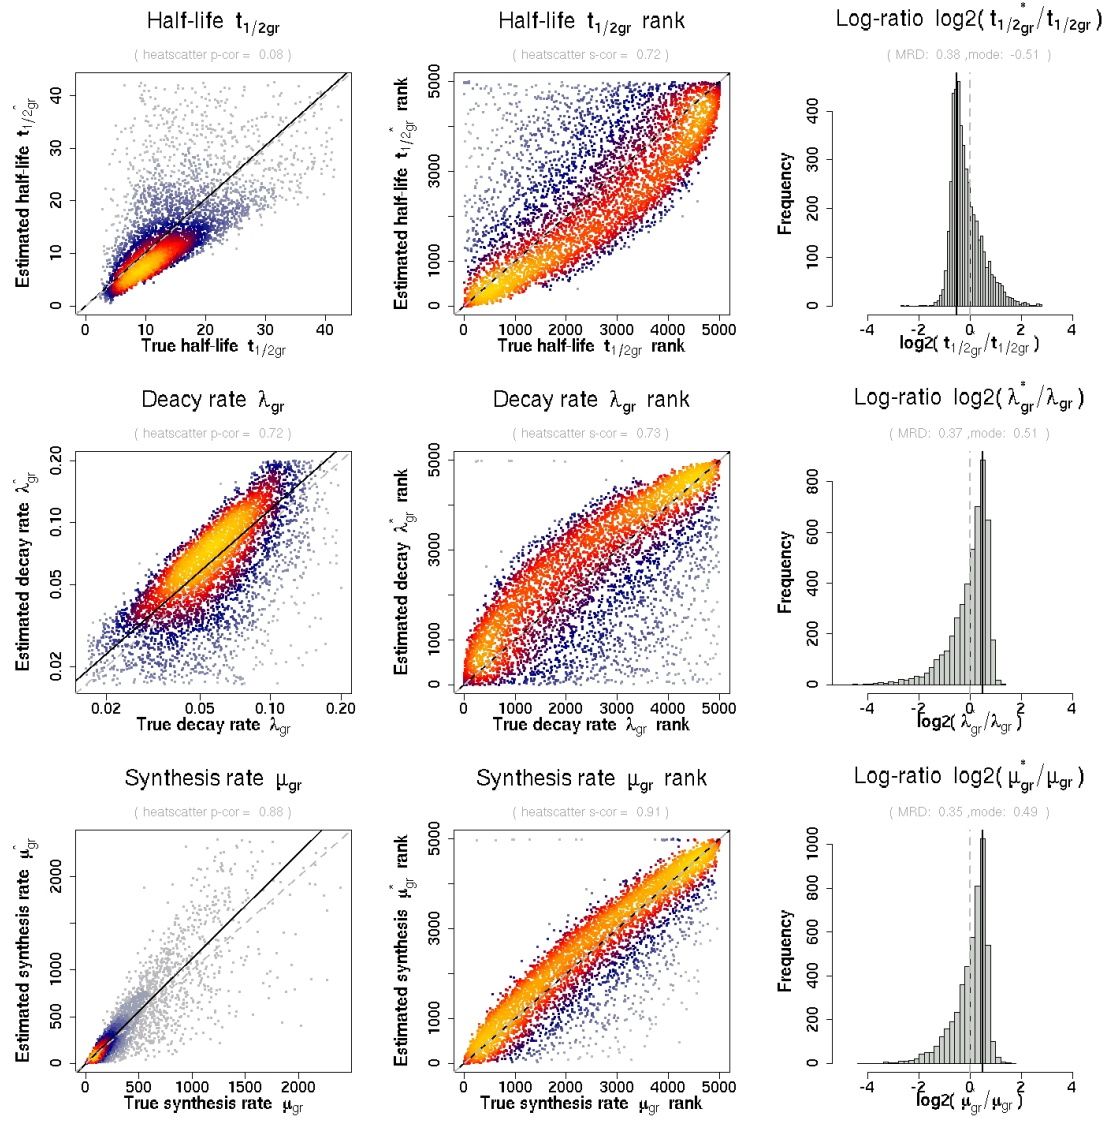 Half-life t1/2gr
( heatscatter p-cor = 0.08 )
Estimated half-life t^1/2gr
40
30
20
10
0
0 10 20 30 40
True half-life t1/2gr
Half-life t1/2gr rank
( heatscatter s-cor = 0.72 )
Estimated half-life t*1/2gr rank
5000
3000
1000
0
0 1000 2000 3000 4000 5000
True half-life t1/2gr rank
Log-ratio log2( t*1/2gr/t1/2gr )
( MRD: 0.38 ,mode: -0.51 )
Frequency
400
300
200
100
0
-4 -2 0 2 4
log2( t*1/2gr/t1/2gr )
Deacy rate λgr
( heatscatter p-cor = 0.72 )
Estimated decay rate λ^gr
0.20
0.10
0.05
0.02
0.02 0.05 0.10 0.20
True decay rate λgr
Decay rate λgr rank
( heatscatter s-cor = 0.73 )
Estimated decay λ*gr rank
5000
3000
1000
0
0 1000 2000 3000 4000 5000
True decay rate λgr rank
Log-ratio log2( λ*gr/λgr )
( MRD: 0.37 ,mode: 0.51 )
Frequency
800
600
400
200
0
-4 -2 0 2 4
log2( λgr/λgr )
Synthesis rate μgr
( heatscatter p-cor = 0.88 )
Estimated synthesis rate μ^gr
2000
1000
500
0
0 500 1000 1500 2000
True synthesis rate μgr
Synthesis rate μgr rank
( heatscatter s-cor = 0.91 )
Estimated synthesis μ*gr rank
5000
3000
1000
0
0 1000 2000 3000 4000 5000
True synthesis rate μgr rank
Log-ratio log2( μ*gr/μgr )
( MRD: 0.35 ,mode: 0.49 )
Frequency
1000
800
600
400
200
0
-4 -2 0 2 4
log2( μgr/μgr )